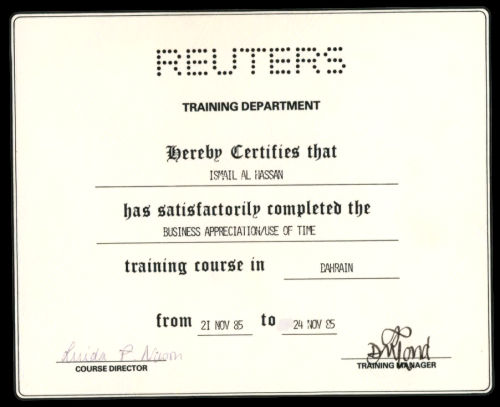 REUTERS
TRAINING DEPARTMENT
Hereby Certifies that
ISMAIL AL HASSAN
has satisfactorily completed the
BUSINESS APPRECIATION/USE OF TIME
training course in BAHRAIN
from 21 NOV 85 to 24 NOV 85
COURSE DIRECTOR
TRAINING MANAGER